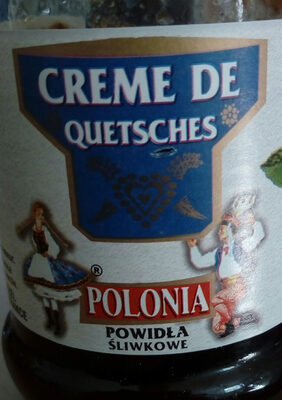 CREME DE
QUETSCHES
®
POLONIA
POWIDŁA
ŚLIWKOWE